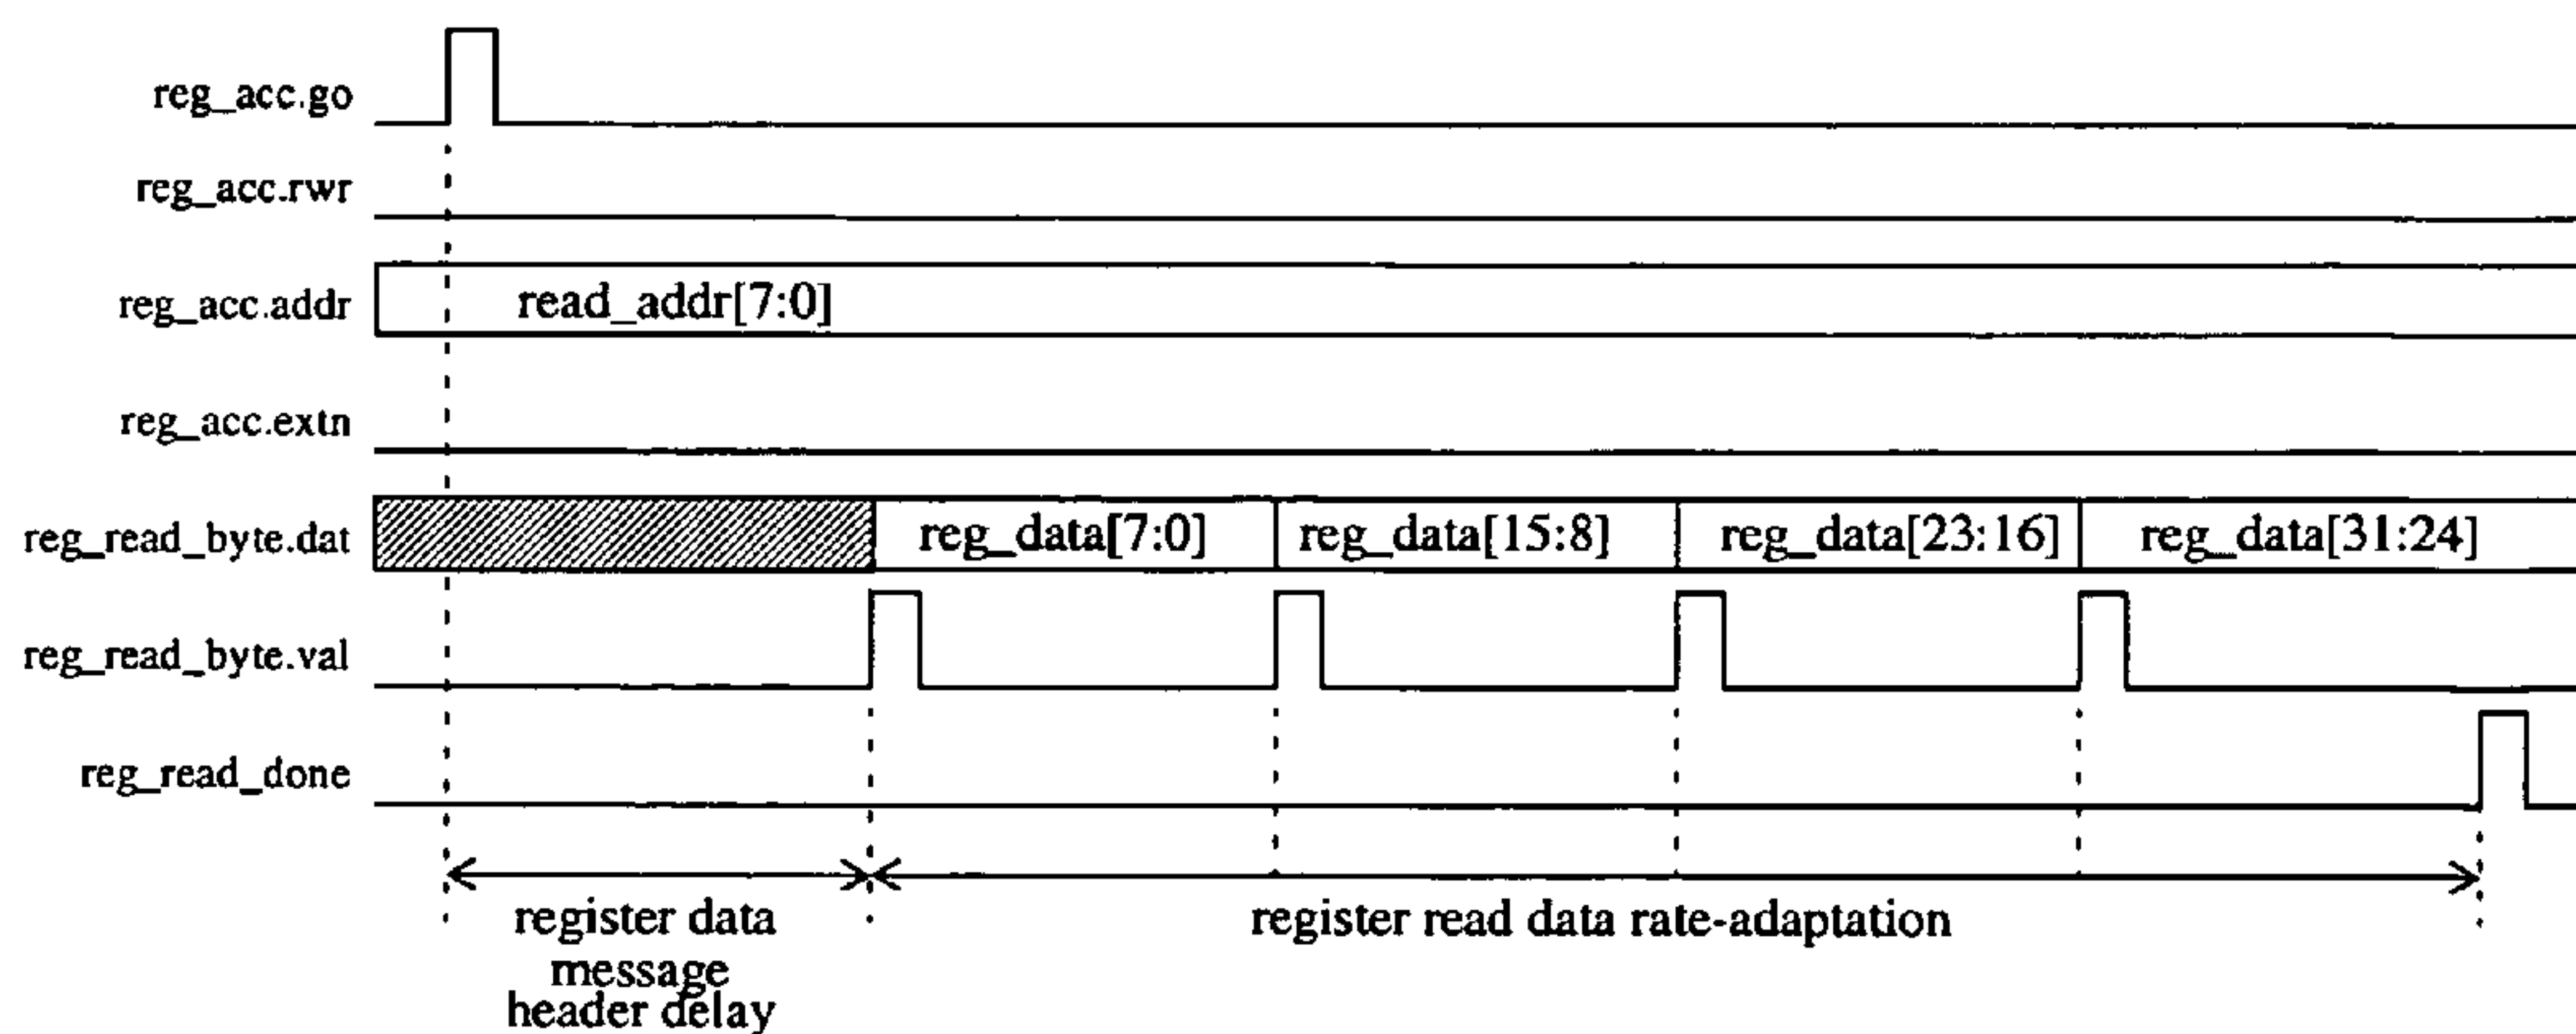 reg_acc.go
reg_acc.rwr
reg_acc.addr
read_addr[7:0]
reg_acc.extn
reg_read_byte.dat
reg_data[7:0]
reg_data[15:8]
reg_data[23:16]
reg_data[31:24]
reg_read_byte.val
reg_read_done
register data
message
header delay
register read data rate-adaptation